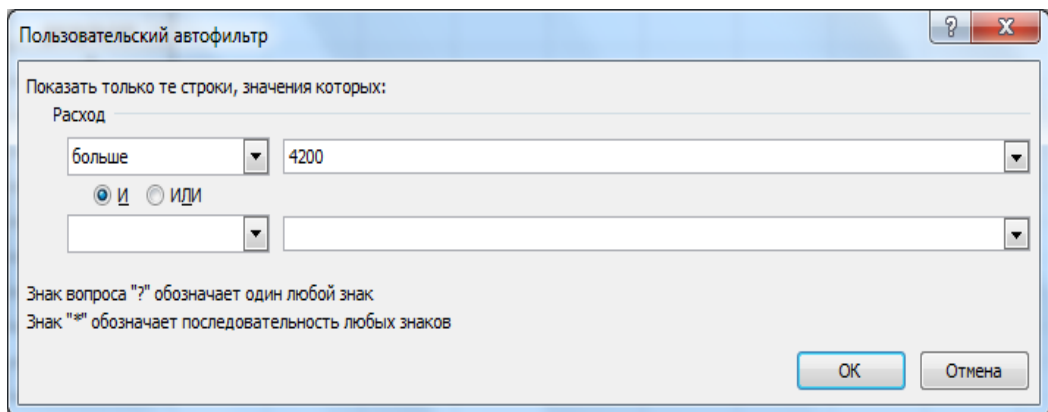 Пользовательский автофильтр
Показать только те строки, значения которых:
Расход
больше 4200
И ИЛИ
Знак вопроса "?" обозначает один любой знак
Знак "*" обозначает последовательность любых знаков
ОК Отмена